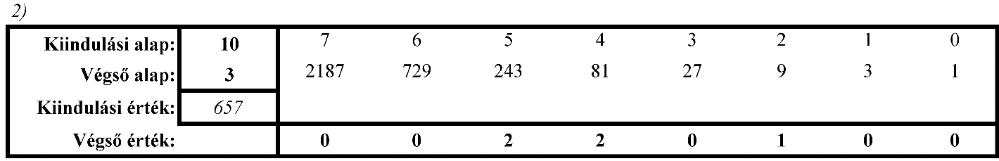 2)
Kiindulási alap: 10 7 6 5 4 3 2 1 0
Végső alap: 3 2187 729 243 81 27 9 3 1
Kiindulási érték: 657
Végső érték: 0 0 2 2 0 1 0 0